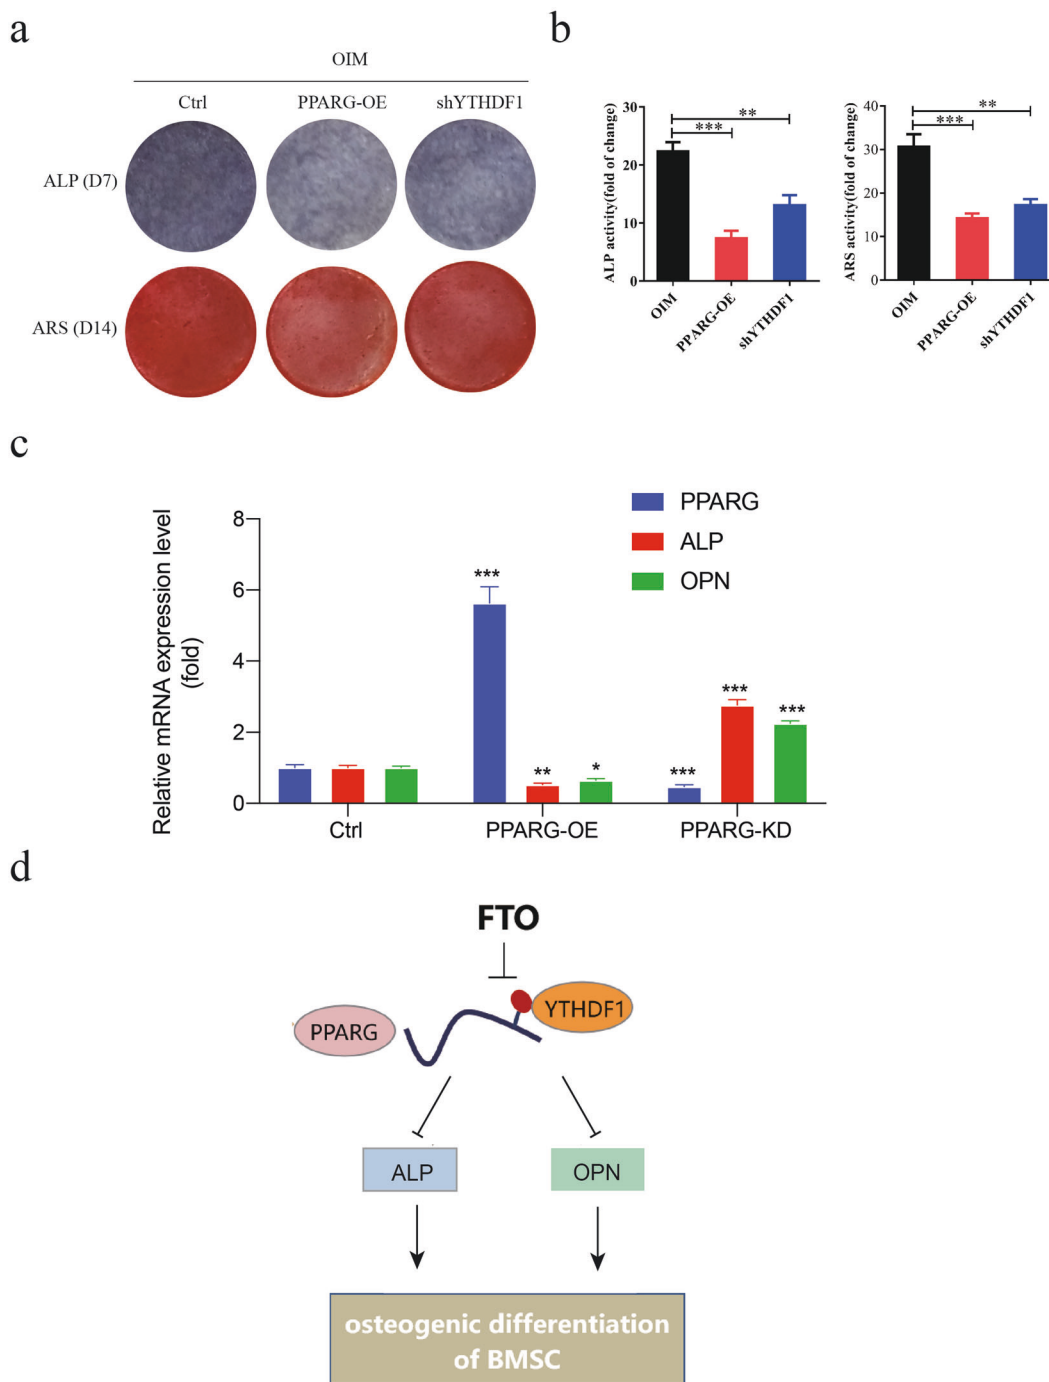 a
OIM
Ctrl PPARG-OE shYTHDF1
ALP (D7)
ARS (D14)
b
ALP activity(fold of change)
30
20
10
0
***
**
OIM
PPARG-OE
shYTHDF1
ARS activity(fold of change)
40
30
20
10
0
***
**
OIM
PPARG-OE
shYTHDF1
c
Relative mRNA expression level
(fold)
8
6
4
2
0
PPARG
ALP
OPN
***
**
*
***
***
***
Ctrl
PPARG-OE
PPARG-KD
d
FTO
PPARG
YTHDF1
ALP
OPN
osteogenic differentiation
of BMSC